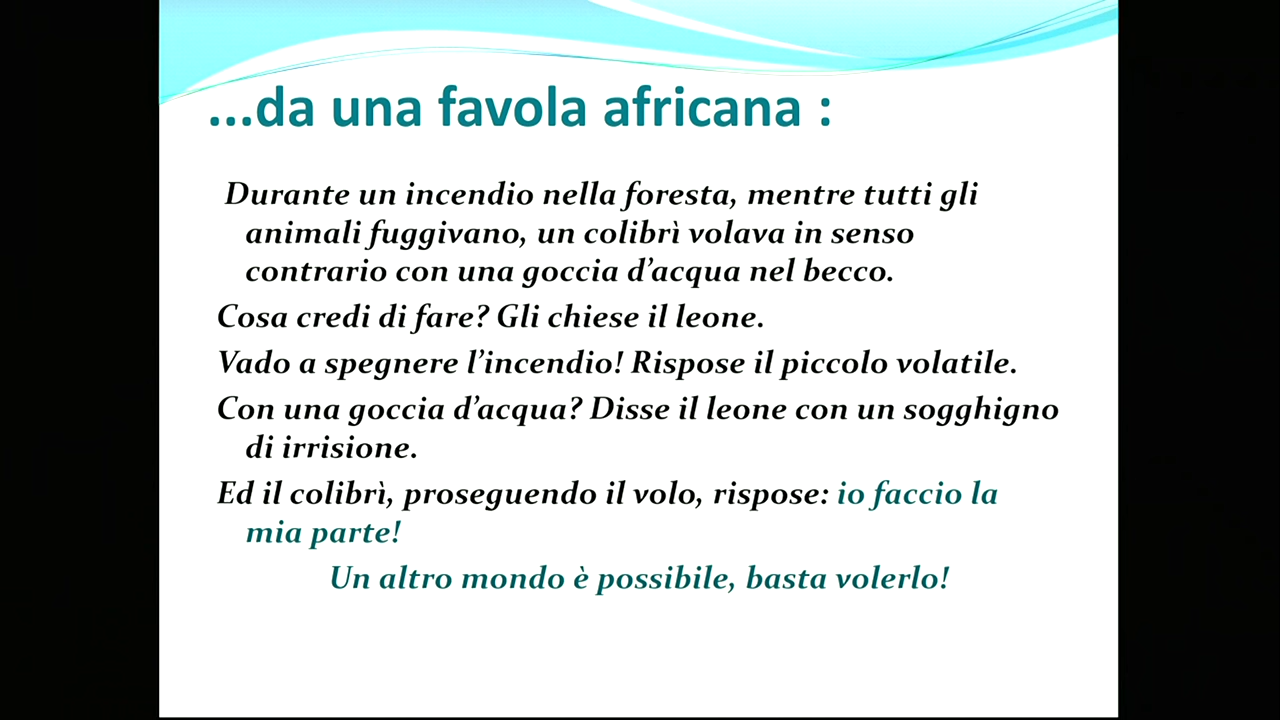 ...da una favola africana :
Durante un incendio nella foresta, mentre tutti gli
animali fuggivano, un colibrì volava in senso
contrario con una goccia d’acqua nel becco.
Cosa credi di fare? Gli chiese il leone.
Vado a spegnere l’incendio! Rispose il piccolo volatile.
Con una goccia d’acqua? Disse il leone con un sogghigno
di irrisione.
Ed il colibrì, proseguendo il volo, rispose: io faccio la
mia parte!
Un altro mondo è possibile, basta volerlo!